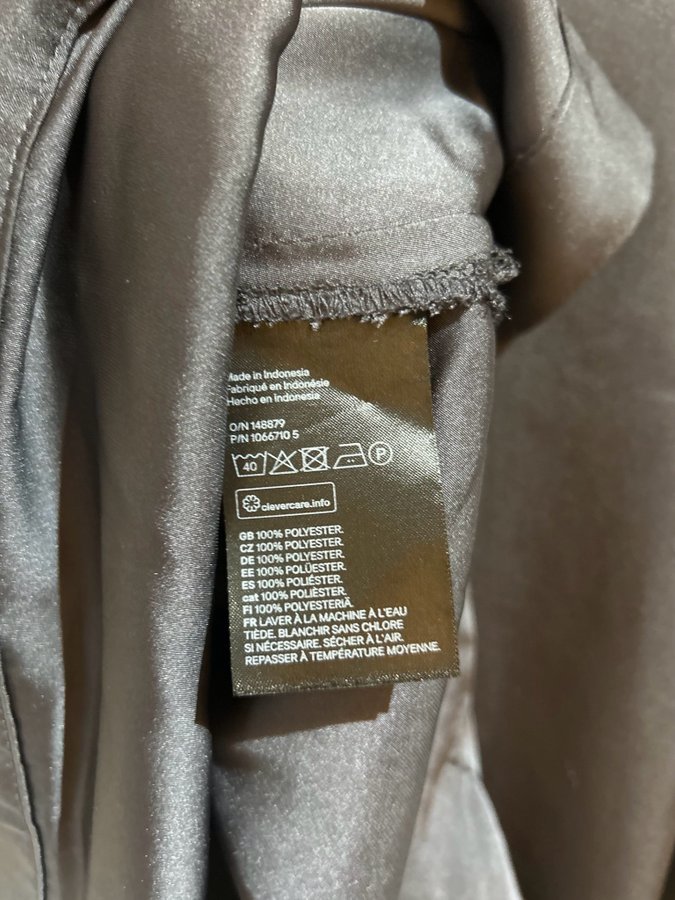 Made in Indonesia
Fabriqué en Indonésie
Hecho en Indonesia
O/N 148879
P/N 1066710 5
40 P
clevercare.info
GB 100% POLYESTER.
CZ 100% POLYESTER.
DE 100% POLYESTER.
EE 100% POLÜESTER.
ES 100% POLIÉSTER.
cat 100% POLIÈSTER.
FI 100% POLYESTERIÄ.
FR LAVER À LA MACHINE À L'EAU
TIÈDE. BLANCHIR SANS CHLORE
SI NÉCESSAIRE. SÉCHER À L'AIR.
REPASSER À TEMPÉRATURE MOYENNE.